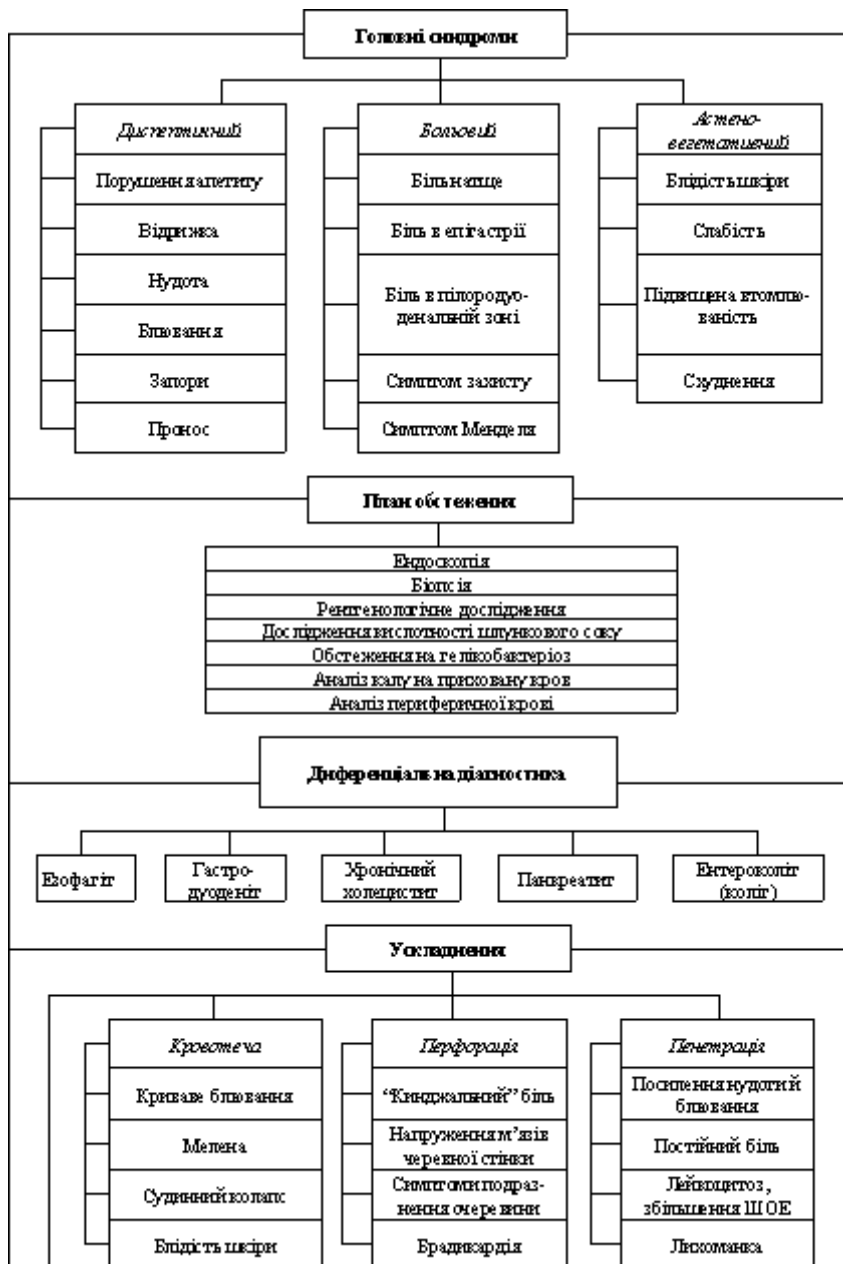 Головні синдроми
Диспептичний
Порушення апетиту
Відрижка
Нудота
Блювання
Запори
Пронос
Больовий
Біль натще
Біль в епігастрії
Біль в пілородуо-
денальній зоні
Симптом захисту
Симптом Менделя
Астено-
вегетативний
Блідість шкіри
Слабість
Підвищена втомлю-
ваність
Схуднення
План обстеження
Ендоскопія
Біопсія
Рентгенологічне дослідження
Дослідження кислотності шлункового соку
Обстеження на гелікобактеріоз
Аналіз калу на приховану кров
Аналіз периферичної крові
Диференціальна діагностика
Езофагіт
Гастро-
дуоденіт
Хронічний
холецистит
Панкреатит
Ентероколіт
(коліт)
Ускладнення
Кровотеча
Криваве блювання
Мелена
Судинний колапс
Блідість шкіри
Перфорація
“Кинджальний” біль
Напруження м’язів
черевної стінки
Симптоми подраз-
нення очеревини
Брадикардія
Пенетрація
Посилення нудоти й
блювання
Постійний біль
Лейкоцитоз,
збільшення ШОЕ
Лихоманка